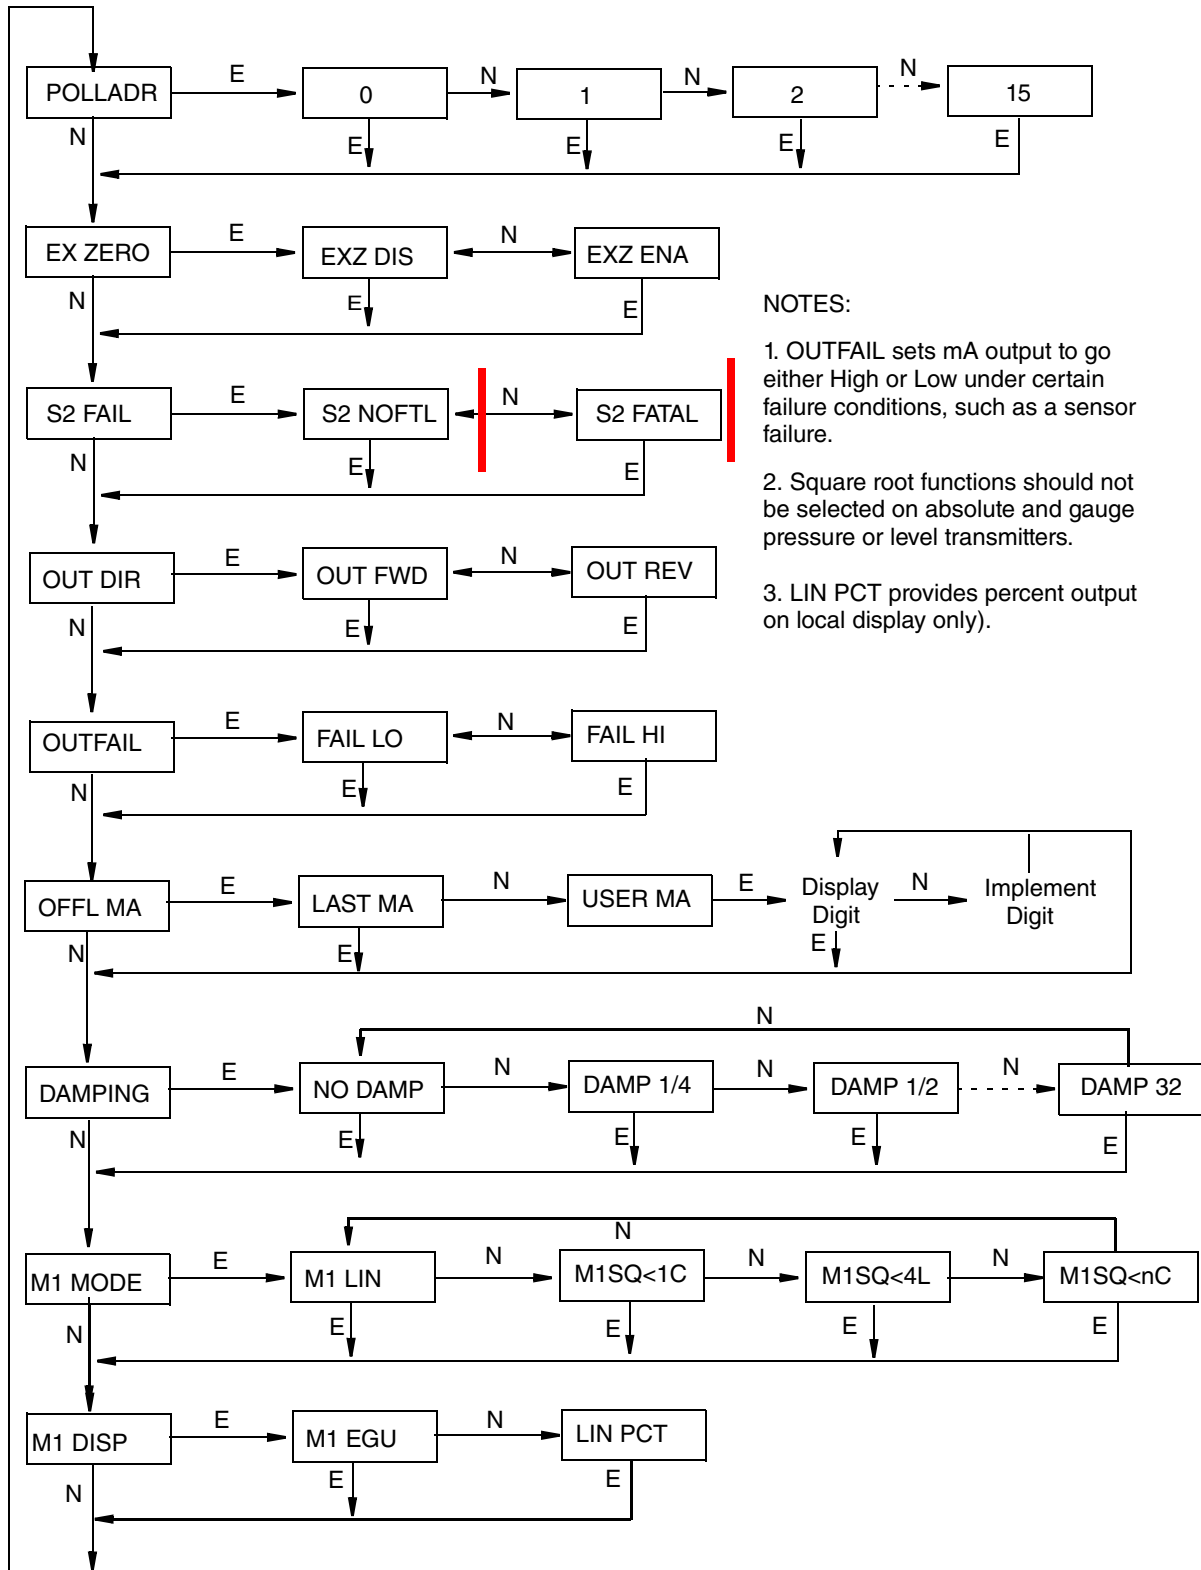 POLLADR E 0 N 1 N 2 N 15
N E E E E
EX ZERO E EXZ DIS N EXZ ENA
N E E
S2 FAIL E S2 NOFTL N S2 FATAL
N E E
OUT DIR E OUT FWD N OUT REV
N E E
OUTFAIL E FAIL LO N FAIL HI
N E E
OFFL MA E LAST MA N USER MA E Display N Implement
Digit Digit
N E E
N
DAMPING E NO DAMP N DAMP 1/4 N DAMP 1/2 N DAMP 32
N E E E E
N
M1 MODE E M1 LIN N M1SQ<1C N M1SQ<4L N M1SQ<nC
N E E E E
M1 DISP E M1 EGU N LIN PCT
N E E
NOTES:
1. OUTFAIL sets mA output to go
either High or Low under certain
failure conditions, such as a sensor
failure.
2. Square root functions should not
be selected on absolute and gauge
pressure or level transmitters.
3. LIN PCT provides percent output
on local display only).